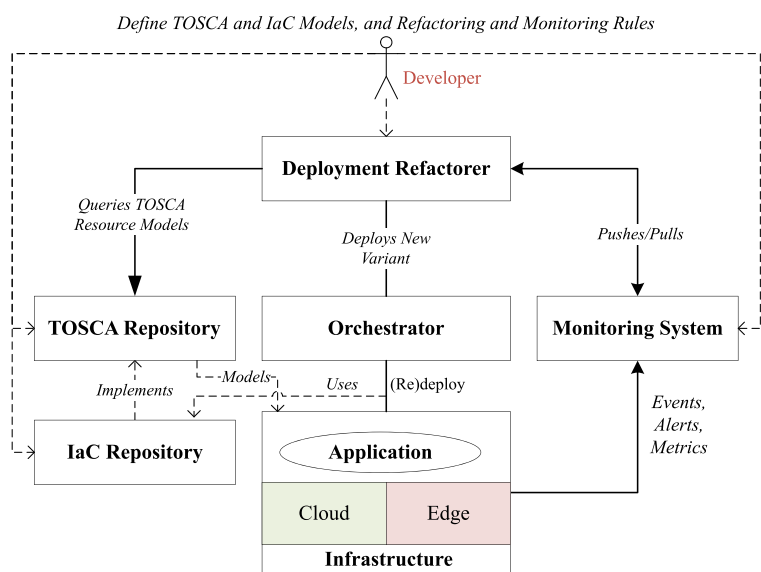 Define TOSCA and IaC Models, and Refactoring and Monitoring Rules
Developer
Deployment Refactorer
Queries TOSCA
Resource Models
Deploys New
Variant
Pushes/Pulls
TOSCA Repository
Orchestrator
Monitoring System
Implements
Models
Uses
(Re)deploy
Events,
Alerts,
Metrics
IaC Repository
Application
Cloud
Edge
Infrastructure